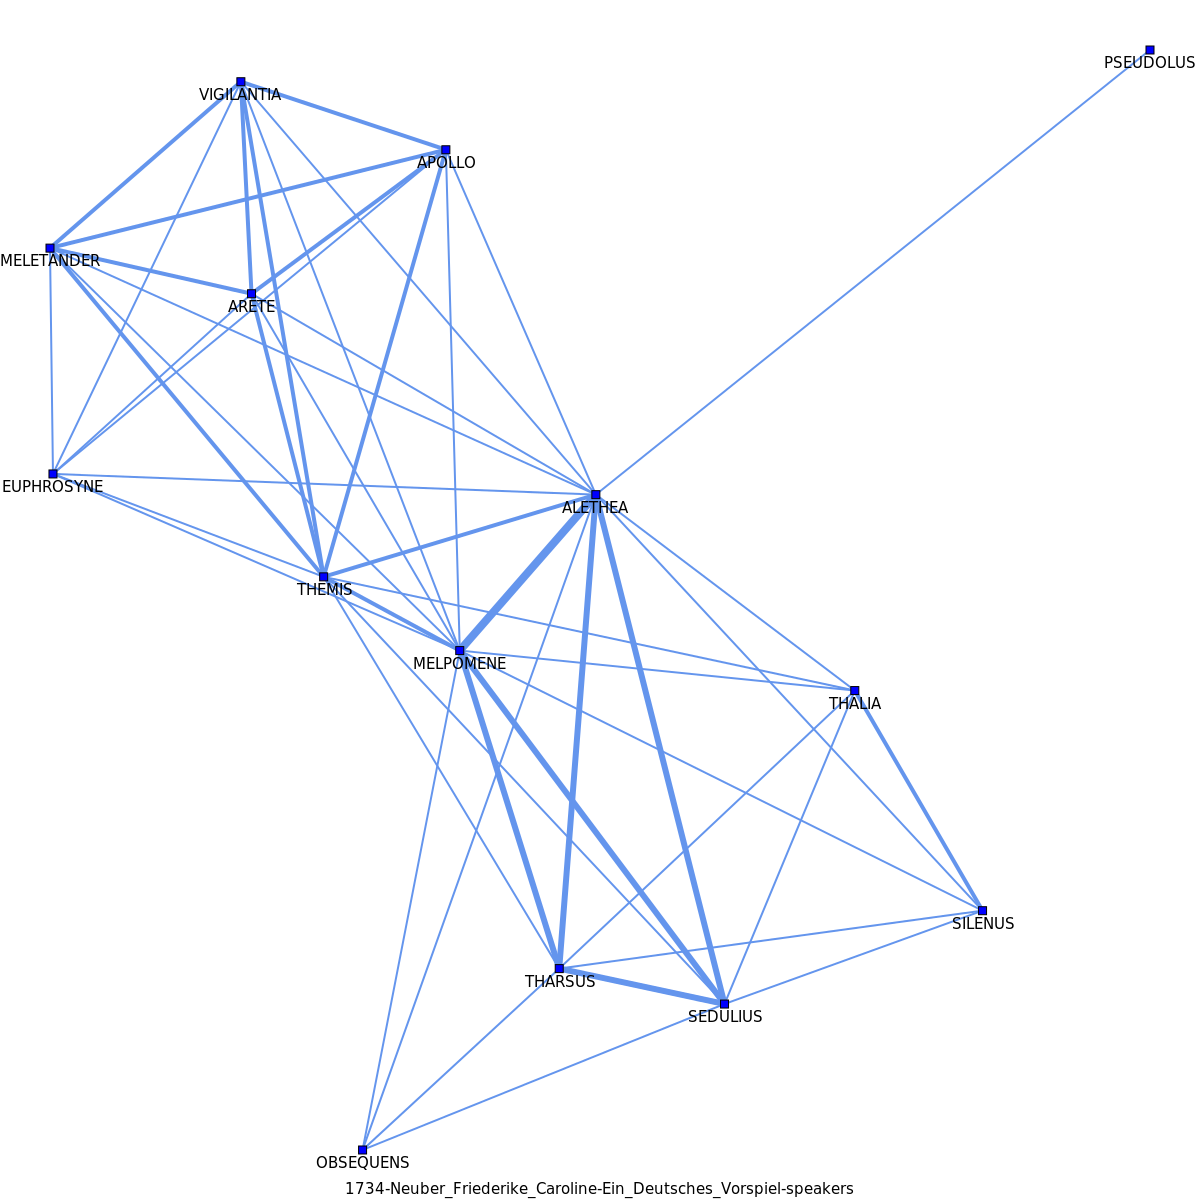 PSEUDOLUS
VIGILANTIA
APOLLO
MELETANDER
ARETE
EUPHROSYNE
ALETHEA
THEMIS
MELPOMENE
THALIA
SILENUS
THARSUS
SEDULIUS
OBSEQUENS
1734-Neuber_Friederike_Caroline-Ein_Deutsches_Vorspiel-speakers